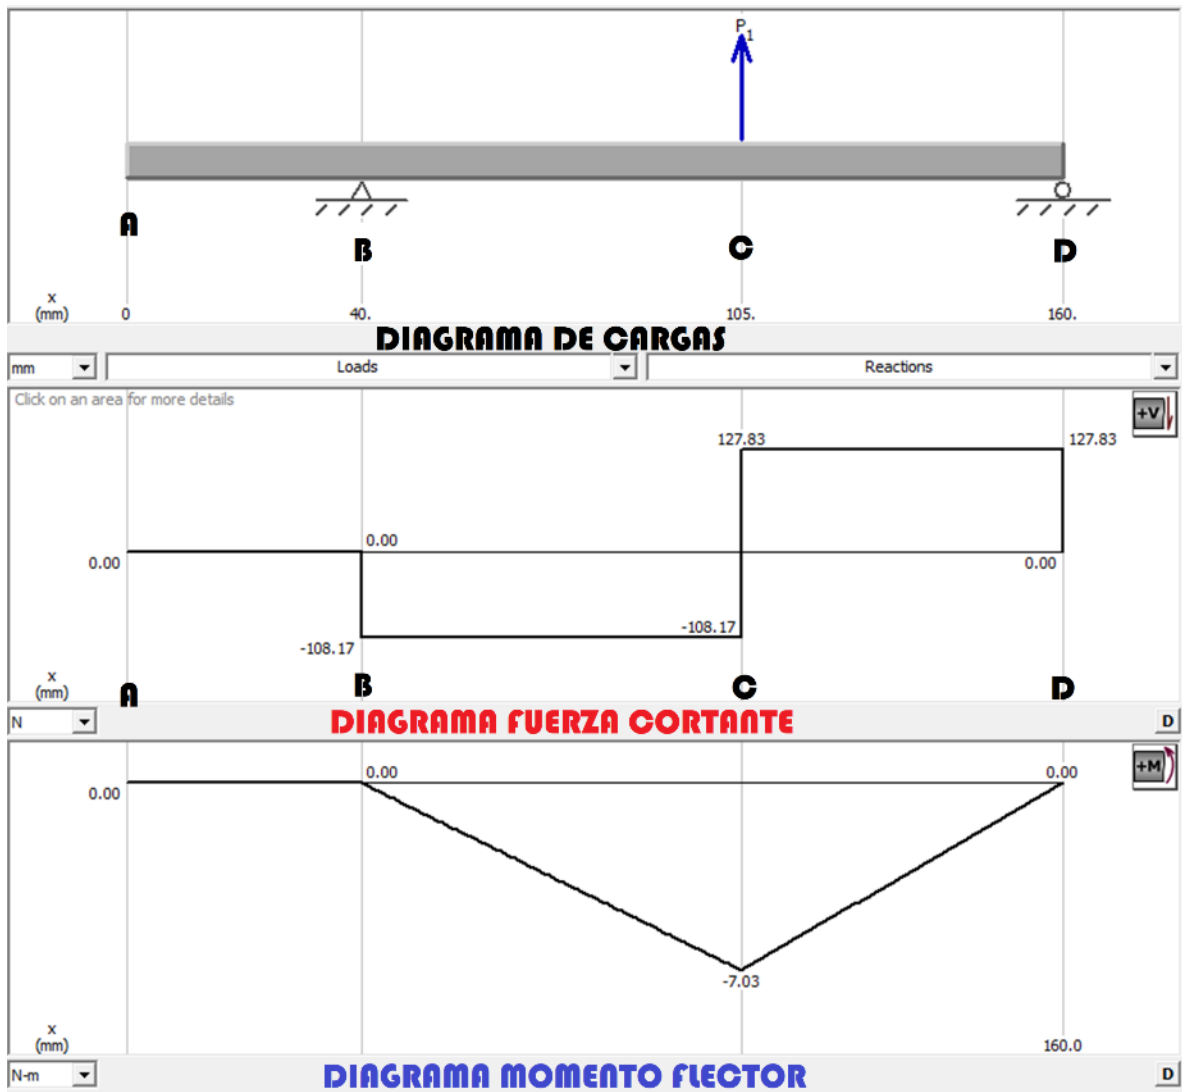 P1
A
B
C
D
x
(mm) 0 40. 105. 160.
DIAGRAMA DE CARGAS
mm Loads Reactions
Click on an area for more details
+V
127.83 127.83
0.00
0.00 0.00
-108.17
-108.17
x
(mm)
A B C D
N DIAGRAMA FUERZA CORTANTE D
+M
0.00 0.00
0.00
-7.03
x
(mm) 160.0
N-m DIAGRAMA MOMENTO FLECTOR D